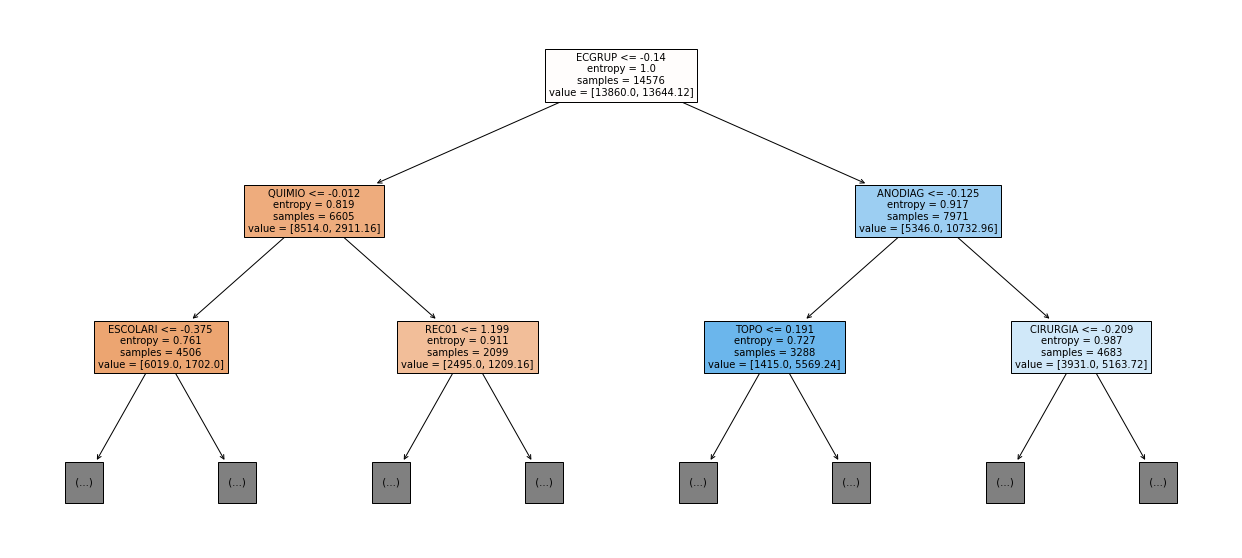 ECGRUP <= -0.14
entropy = 1.0
samples = 14576
value = [13860.0, 13644.12]
QUIMIO <= -0.012
entropy = 0.819
samples = 6605
value = [8514.0, 2911.16]
ANODIAG <= -0.125
entropy = 0.917
samples = 7971
value = [5346.0, 10732.96]
ESCOLARI <= -0.375
entropy = 0.761
samples = 4506
value = [6019.0, 1702.0]
REC01 <= 1.199
entropy = 0.911
samples = 2099
value = [2495.0, 1209.16]
TOPO <= 0.191
entropy = 0.727
samples = 3288
value = [1415.0, 5569.24]
CIRURGIA <= -0.209
entropy = 0.987
samples = 4683
value = [3931.0, 5163.72]
(...)
(...)
(...)
(...)
(...)
(...)
(...)
(...)